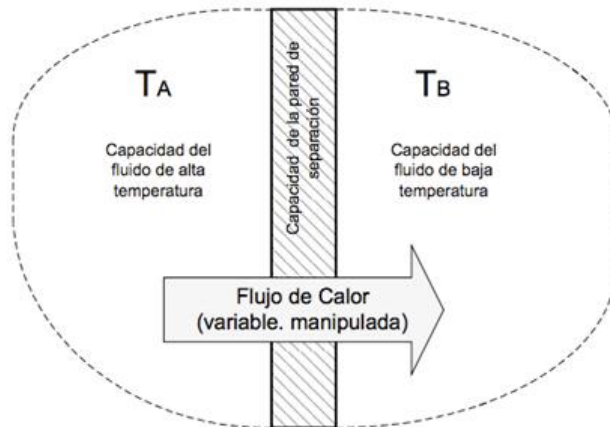 TA
Capacidad del
fluido de alta
temperatura
Capacidad de la pared de
separación
TB
Capacidad del
fluido de baja
temperatura
Flujo de Calor
(variable. manipulada)